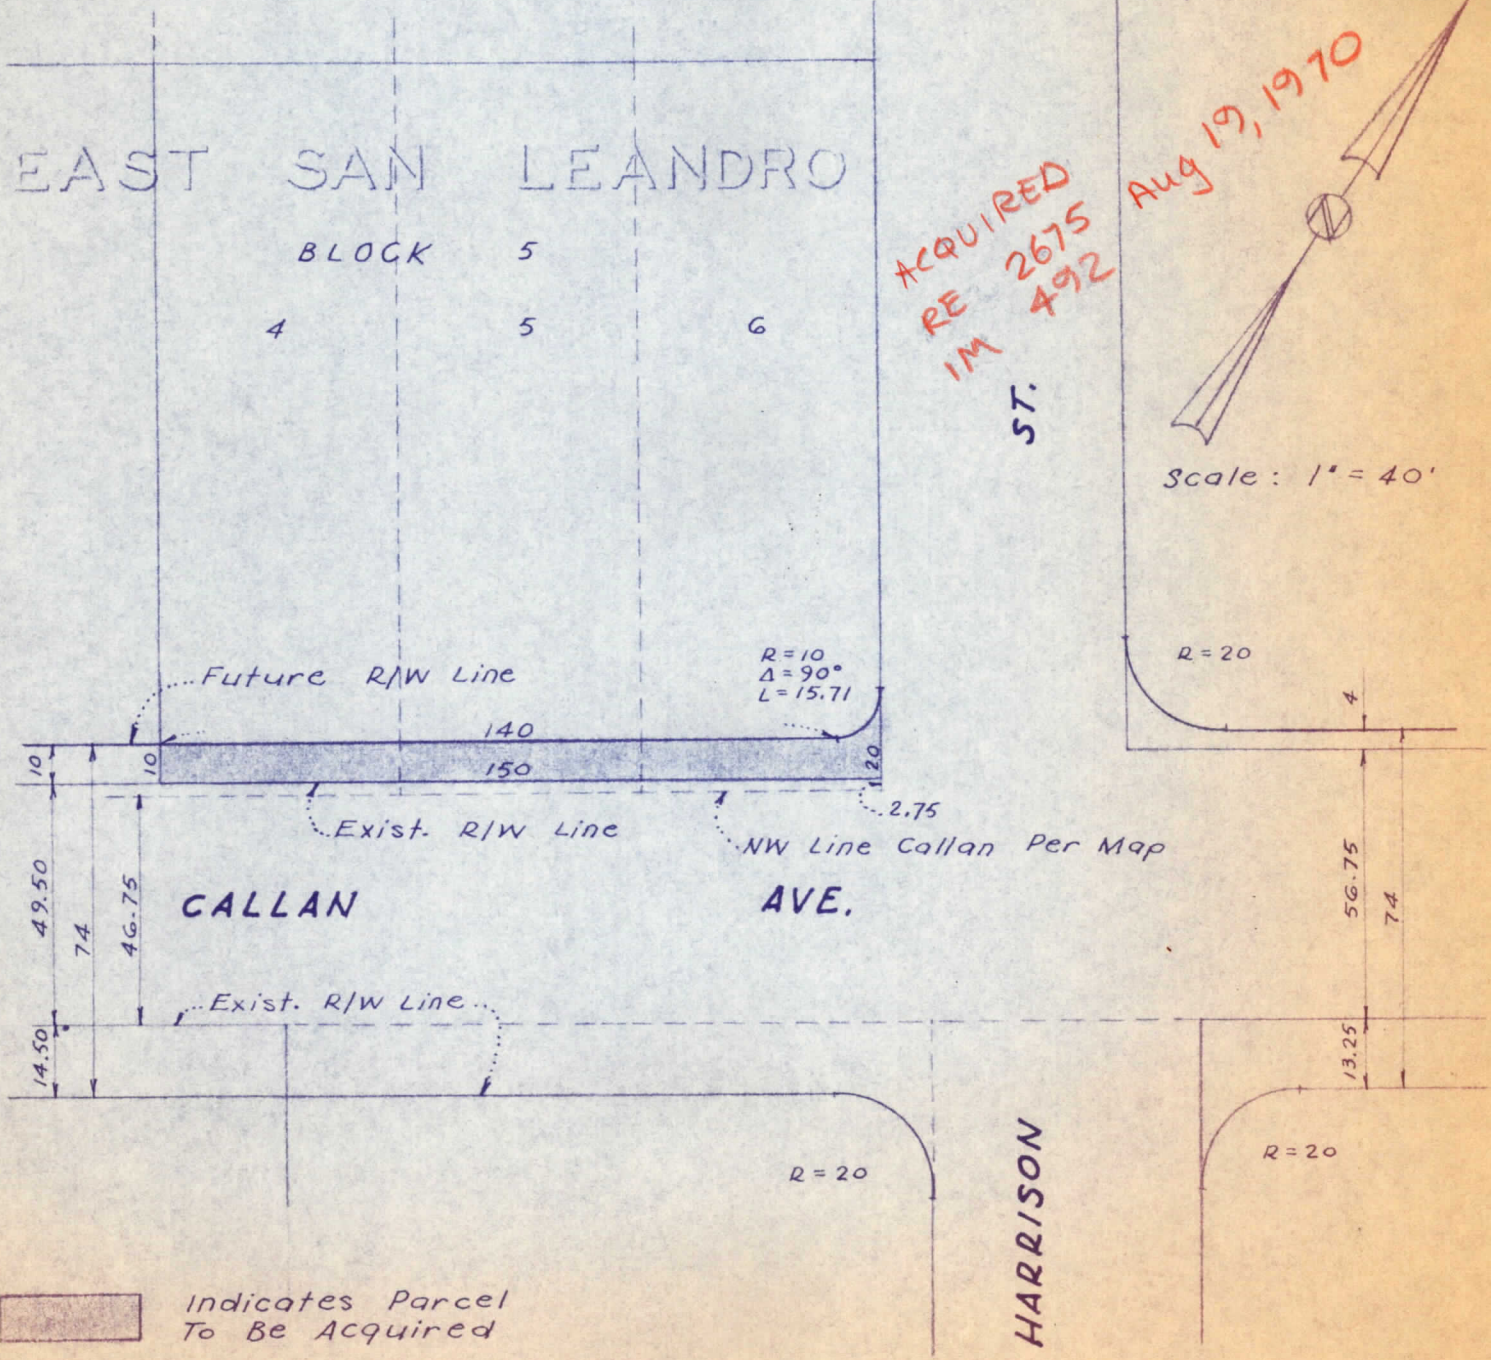 EAST SAN LEANDRO
BLOCK 5
4 5 6
ACQUIRED Aug 19, 1970
RE 2675
IM 492
ST.
Scale: 1" = 40'
Future R/W Line
R=10
Δ=90°
L=15.71
R=20
4
140
10
10
20
150
2.75
Exist. R/W Line
NW Line Callan Per Map
49.50
74
46.75
CALLAN AVE.
56.75
74
Exist. R/W Line
14.50
13.25
R=20
R=20
HARRISON
Indicates Parcel
To Be Acquired